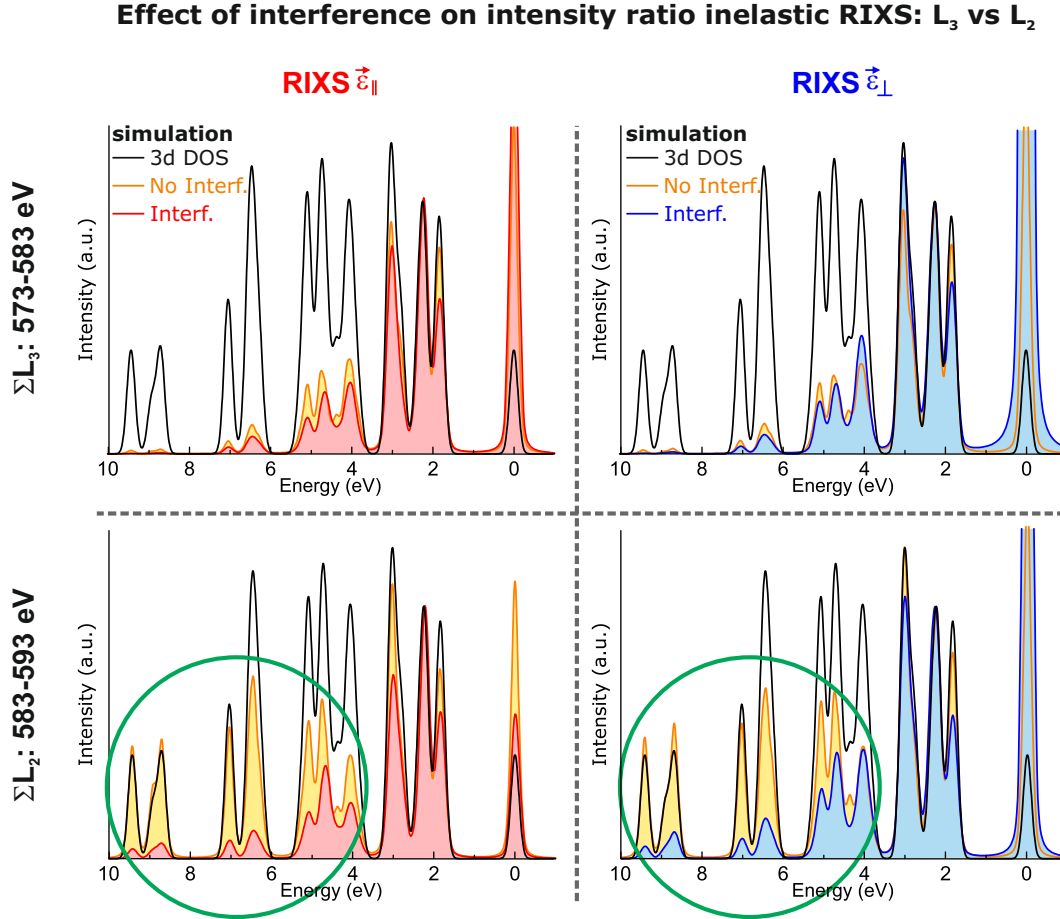 Effect of interference on intensity ratio inelastic RIXS: L₃ vs L₂
RIXS ε⃗∥
RIXS ε⃗⊥
ΣL₃: 573-583 eV
Intensity (a.u.)
simulation
3d DOS
No Interf.
Interf.
10 8 6 4 2 0
Energy (eV)
Intensity (a.u.)
simulation
3d DOS
No Interf.
Interf.
10 8 6 4 2 0
Energy (eV)
ΣL₂: 583-593 eV
Intensity (a.u.)
10 8 6 4 2 0
Energy (eV)
Intensity (a.u.)
10 8 6 4 2 0
Energy (eV)